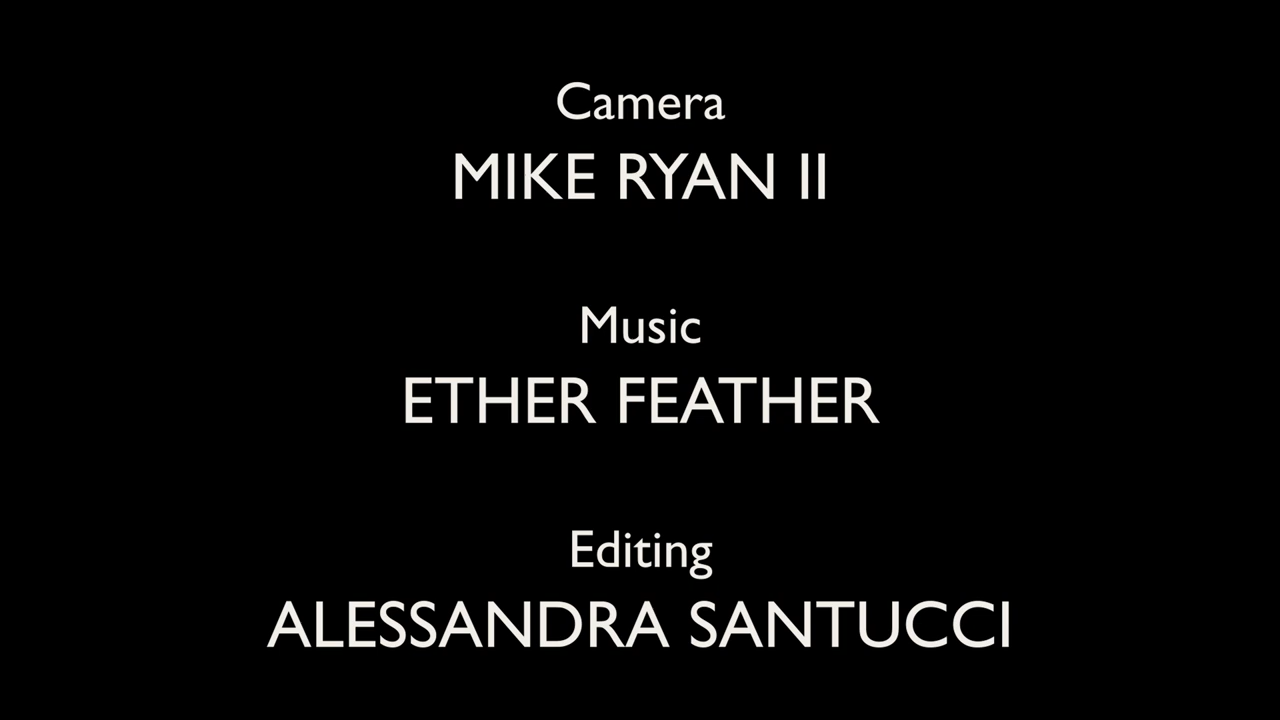 Camera
MIKE RYAN II
Music
ETHER FEATHER
Editing
ALESSANDRA SANTUCCI